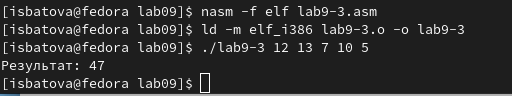 [isbatova@fedora lab09]$ nasm -f elf lab9-3.asm
[isbatova@fedora lab09]$ ld -m elf_i386 lab9-3.o -o lab9-3
[isbatova@fedora lab09]$ ./lab9-3 12 13 7 10 5
Результат: 47
[isbatova@fedora lab09]$